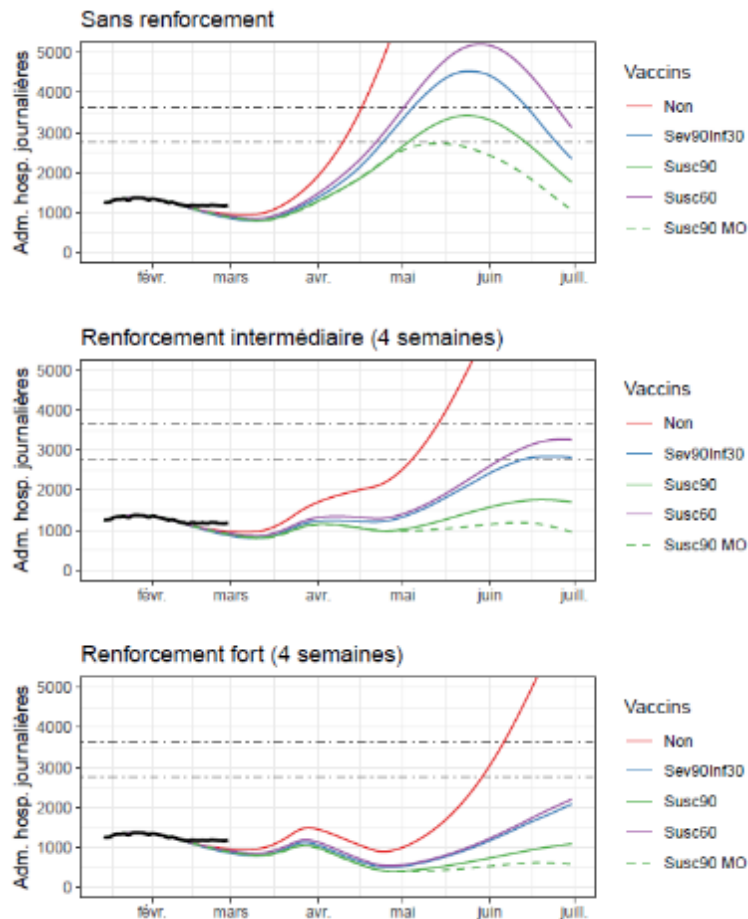 Sans renforcement
Adm. hosp. journalières
5000
4000
3000
2000
1000
0
févr.
mars
avr.
mai
juin
juill.
Vaccins
Non
Sev90Inf30
Susc90
Susc60
Susc90 MO
Renforcement intermédiaire (4 semaines)
Adm. hosp. journalières
5000
4000
3000
2000
1000
0
févr.
mars
avr.
mai
juin
juill.
Vaccins
Non
Sev90Inf30
Susc90
Susc60
Susc90 MO
Renforcement fort (4 semaines)
Adm. hosp. journalières
5000
4000
3000
2000
1000
0
févr.
mars
avr.
mai
juin
juill.
Vaccins
Non
Sev90Inf30
Susc90
Susc60
Susc90 MO